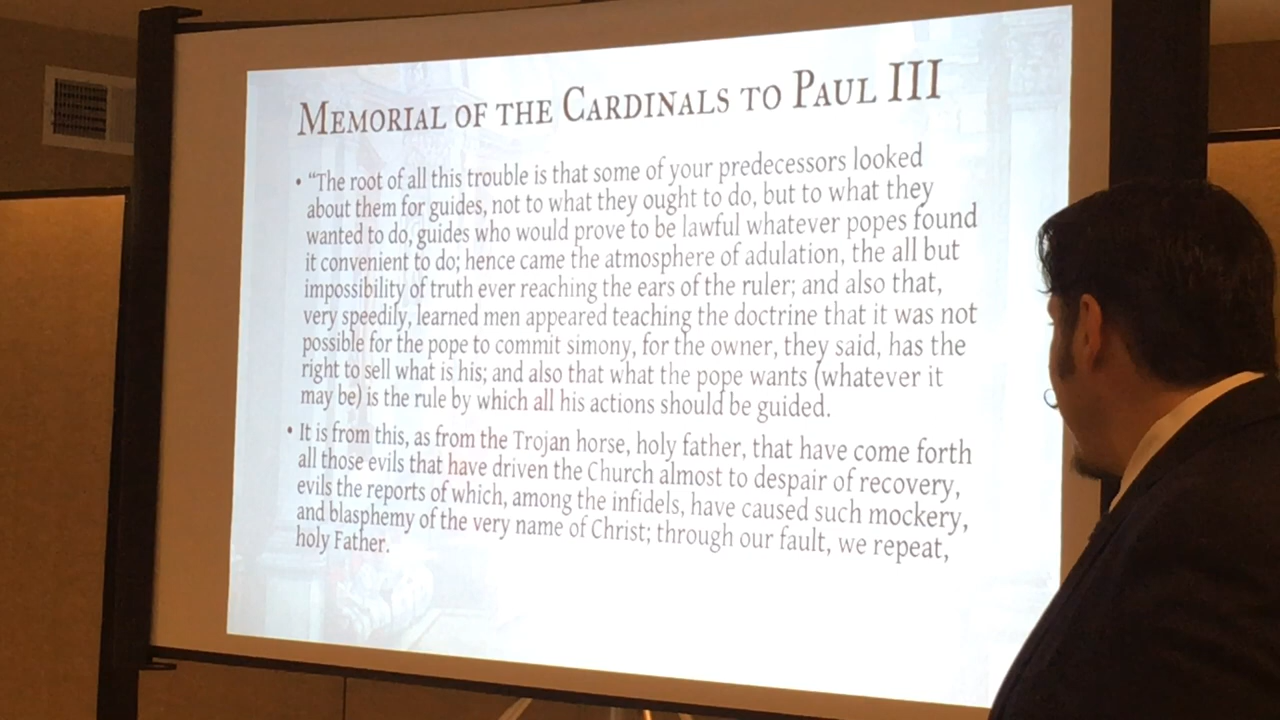 MEMORIAL OF THE CARDINALS TO PAUL III
• “The root of all this trouble is that some of your predecessors looked
about them for guides, not to what they ought to do, but to what they
wanted to do, guides who would prove to be lawful whatever popes found
it convenient to do; hence came the atmosphere of adulation, the all but
impossibility of truth ever reaching the ears of the ruler; and also that,
very speedily, learned men appeared teaching the doctrine that it was not
possible for the pope to commit simony, for the owner, they said, has the
right to sell what is his; and also that what the pope wants (whatever it
may be) is the rule by which all his actions should be guided.
• It is from this, as from the Trojan horse, holy father, that have come forth
all those evils that have driven the Church almost to despair of recovery,
evils the reports of which, among the infidels, have caused such mockery,
and blasphemy of the very name of Christ; through our fault, we repeat,
holy Father.